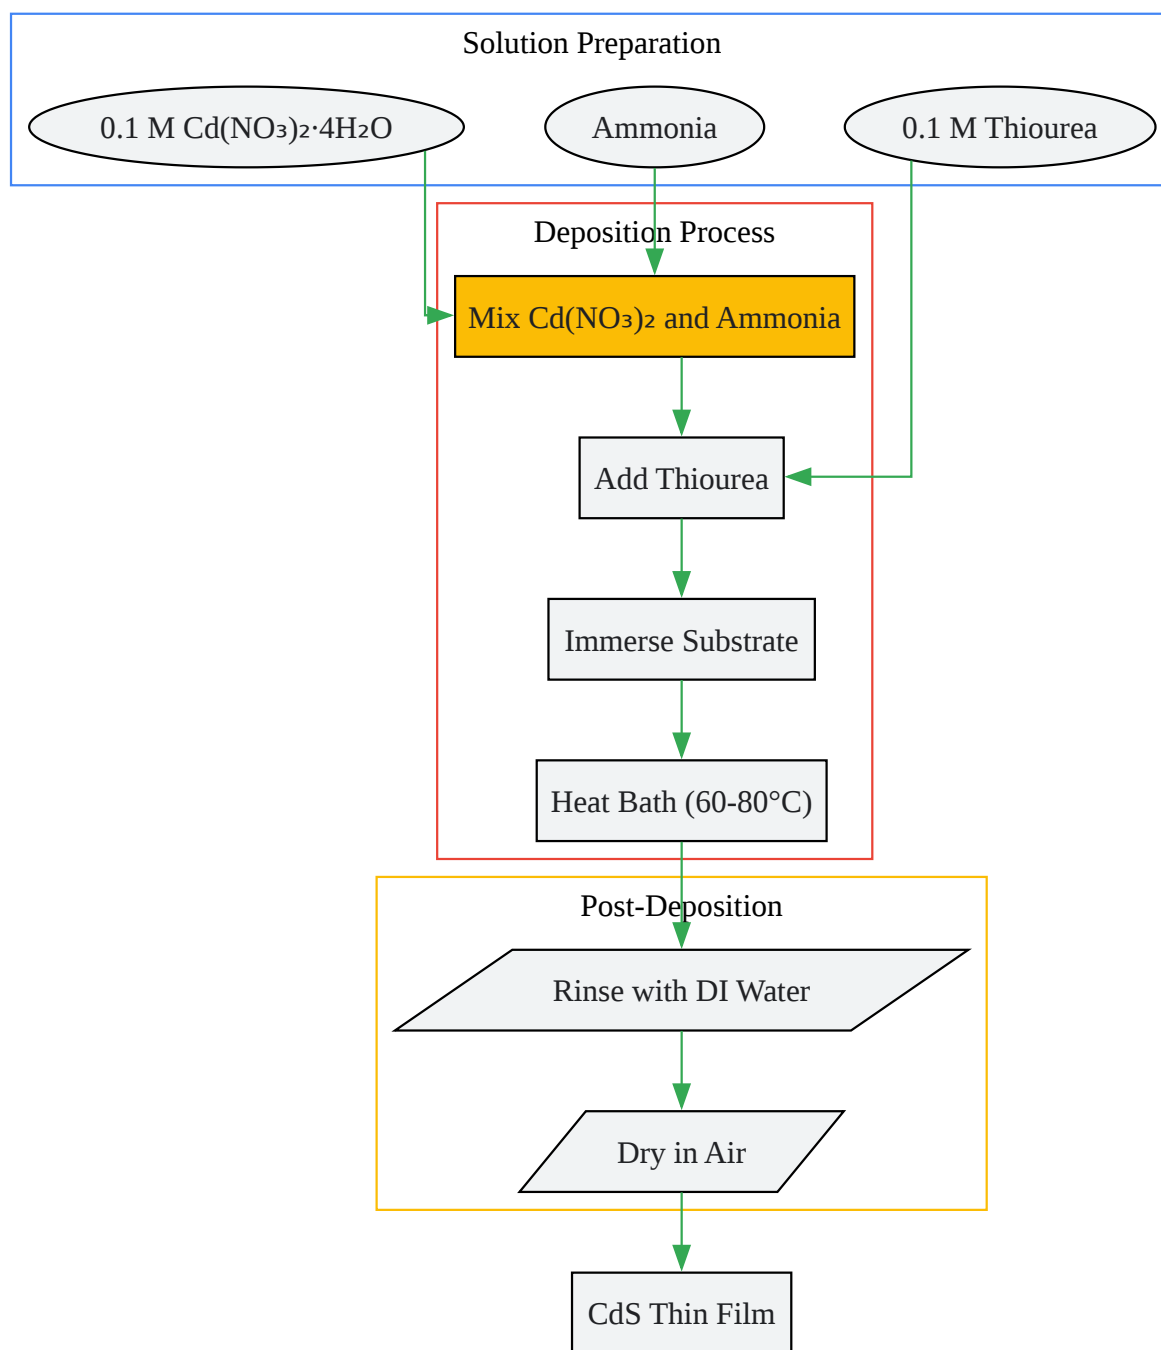 Solution Preparation
0.1 M Cd(NO₃)₂·4H₂O
Ammonia
0.1 M Thiourea
Deposition Process
Mix Cd(NO₃)₂ and Ammonia
Add Thiourea
Immerse Substrate
Heat Bath (60-80°C)
Post-Deposition
Rinse with DI Water
Dry in Air
CdS Thin Film